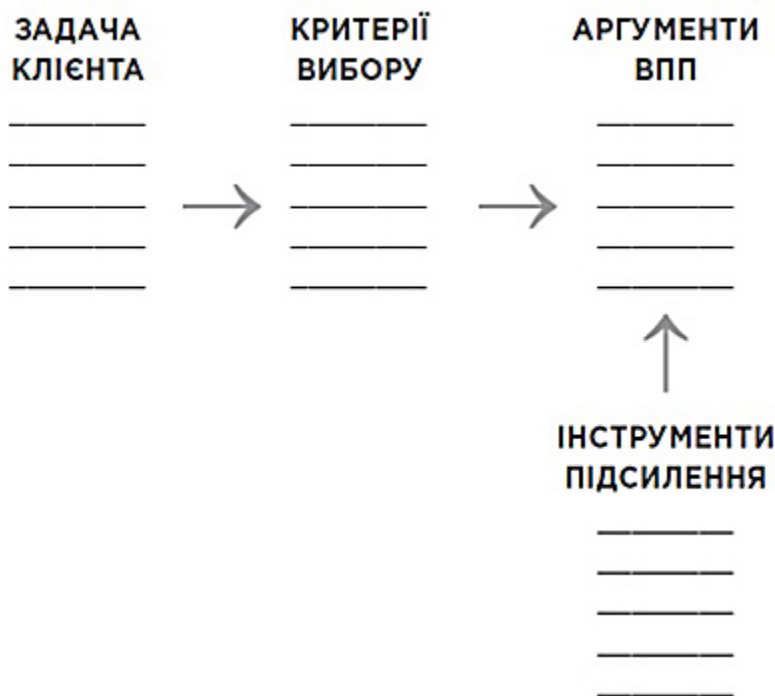 ЗАДАЧА
КЛІЄНТА
КРИТЕРІЇ
ВИБОРУ
АРГУМЕНТИ
ВПП
ІНСТРУМЕНТИ
ПІДСИЛЕННЯ